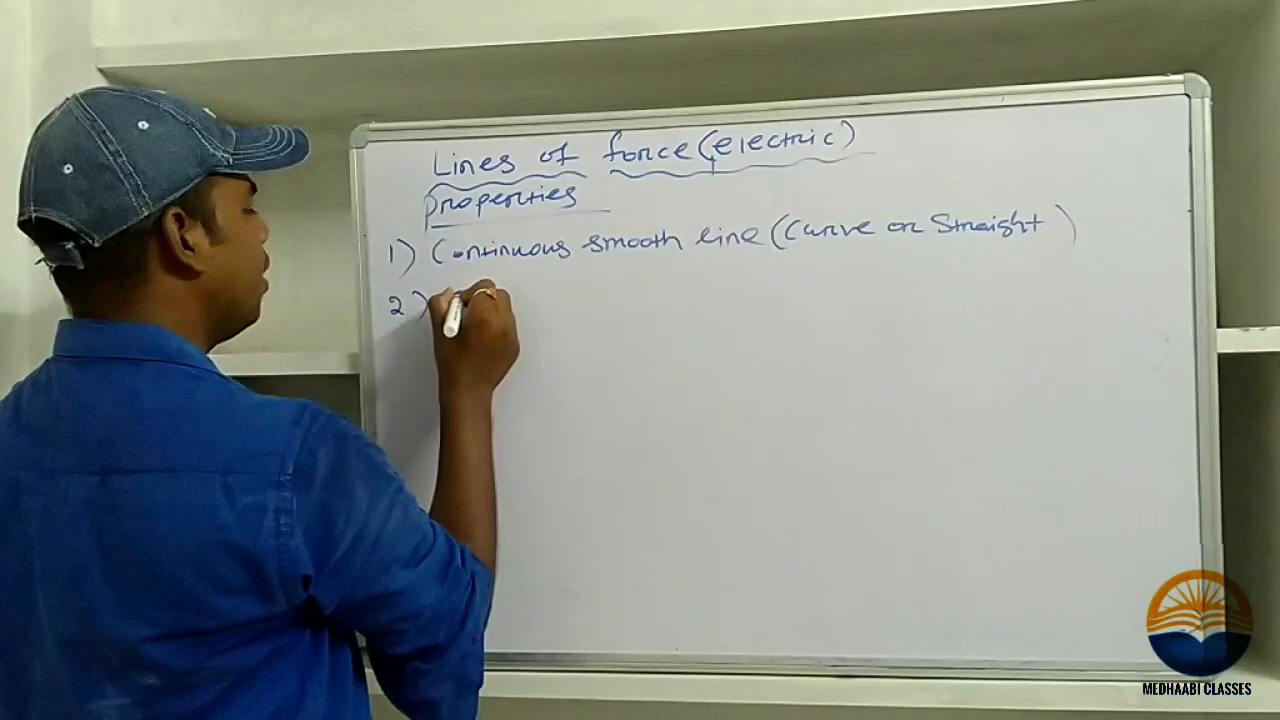 Lines of force (electric)
properties
1) Continuous smooth line (Curve or Straight)
2)
MEDHAABI CLASSES